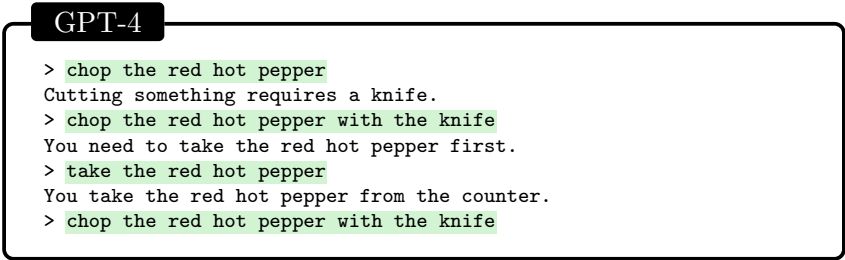 GPT-4
> chop the red hot pepper
Cutting something requires a knife.
> chop the red hot pepper with the knife
You need to take the red hot pepper first.
> take the red hot pepper
You take the red hot pepper from the counter.
> chop the red hot pepper with the knife